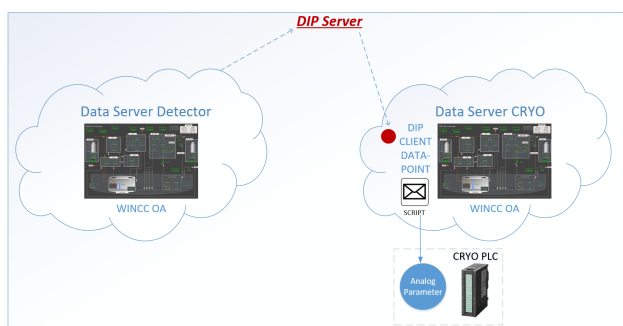 DIP Server
Data Server Detector
WINCC OA
Data Server CRYO
DIP
CLIENT
DATA-
POINT
SCRIPT
WINCC OA
CRYO PLC
Analog
Parameter